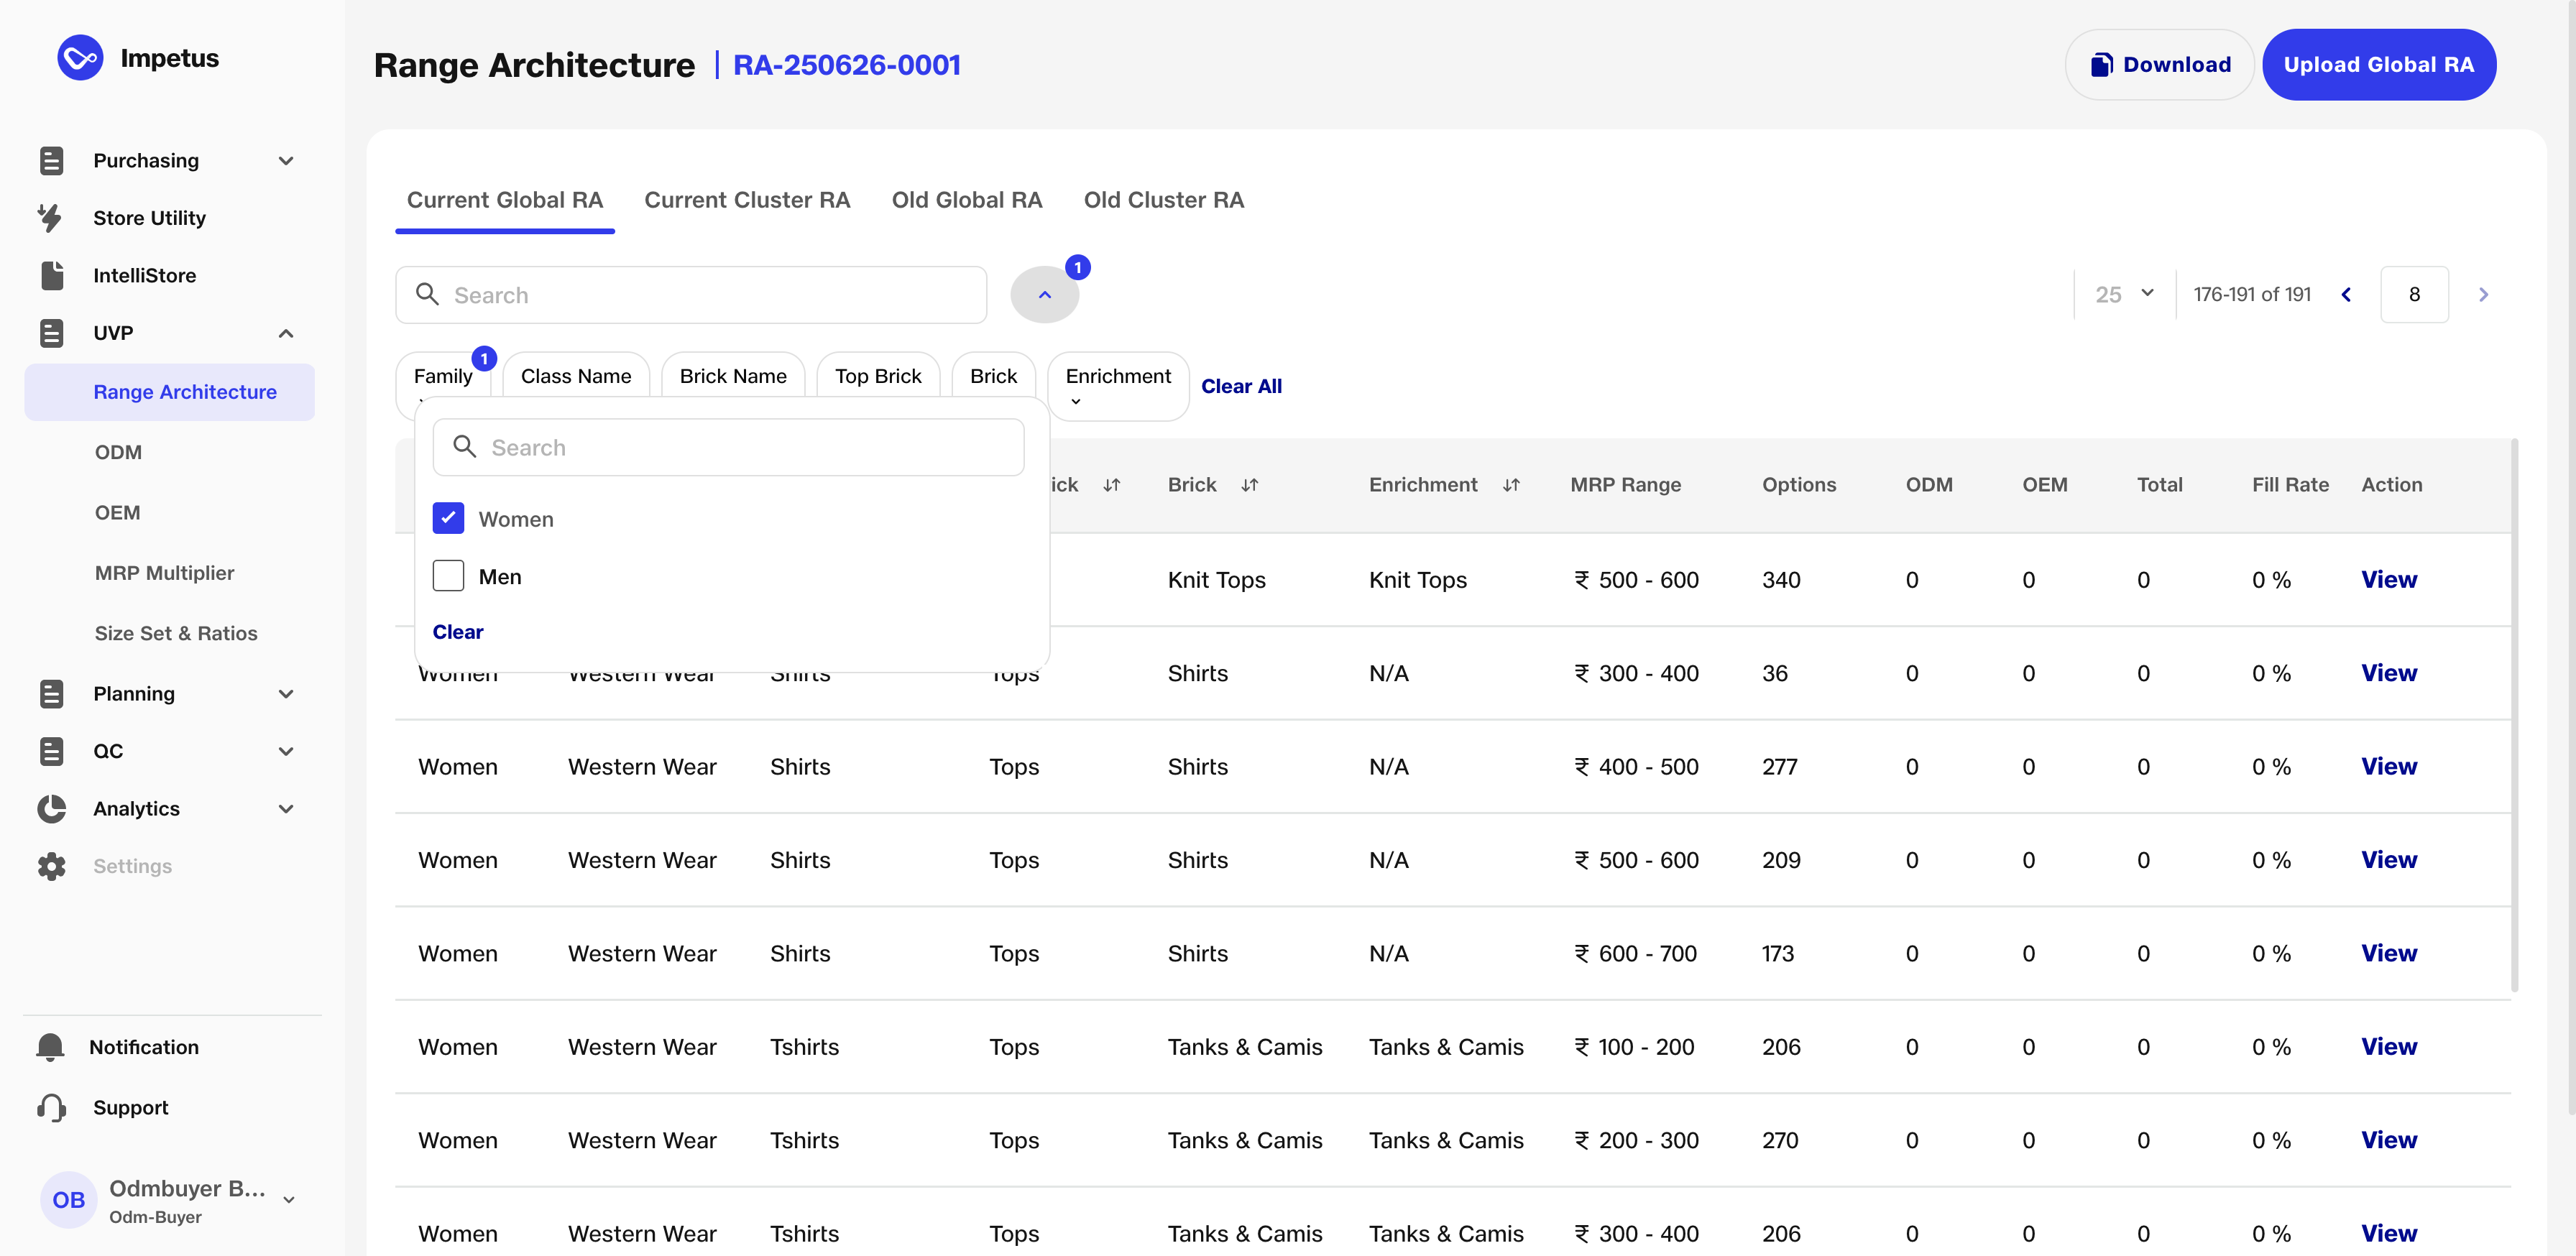 Impetus
Range Architecture | RA-250626-0001
Download
Upload Global RA
Purchasing
Store Utility
IntelliStore
UVP
Range Architecture
ODM
OEM
MRP Multiplier
Size Set & Ratios
Planning
QC
Analytics
Settings
Notification
Support
OB
Odmbuyer B...
Odm-Buyer
Current Global RA Current Cluster RA Old Global RA Old Cluster RA
Search
1
25
176-191 of 191
8
Family 1 Class Name Brick Name Top Brick Brick Enrichment Clear All
Search
Women
Men
Clear
ick Brick Enrichment MRP Range Options ODM OEM Total Fill Rate Action
Knit Tops Knit Tops ₹ 500 - 600 340 0 0 0 0 % View
Women Western Wear Shirts Tops Shirts N/A ₹ 300 - 400 36 0 0 0 0 % View
Women Western Wear Shirts Tops Shirts N/A ₹ 400 - 500 277 0 0 0 0 % View
Women Western Wear Shirts Tops Shirts N/A ₹ 500 - 600 209 0 0 0 0 % View
Women Western Wear Shirts Tops Shirts N/A ₹ 600 - 700 173 0 0 0 0 % View
Women Western Wear Tshirts Tops Tanks & Camis Tanks & Camis ₹ 100 - 200 206 0 0 0 0 % View
Women Western Wear Tshirts Tops Tanks & Camis Tanks & Camis ₹ 200 - 300 270 0 0 0 0 % View
Women Western Wear Tshirts Tops Tanks & Camis Tanks & Camis ₹ 300 - 400 206 0 0 0 0 % View